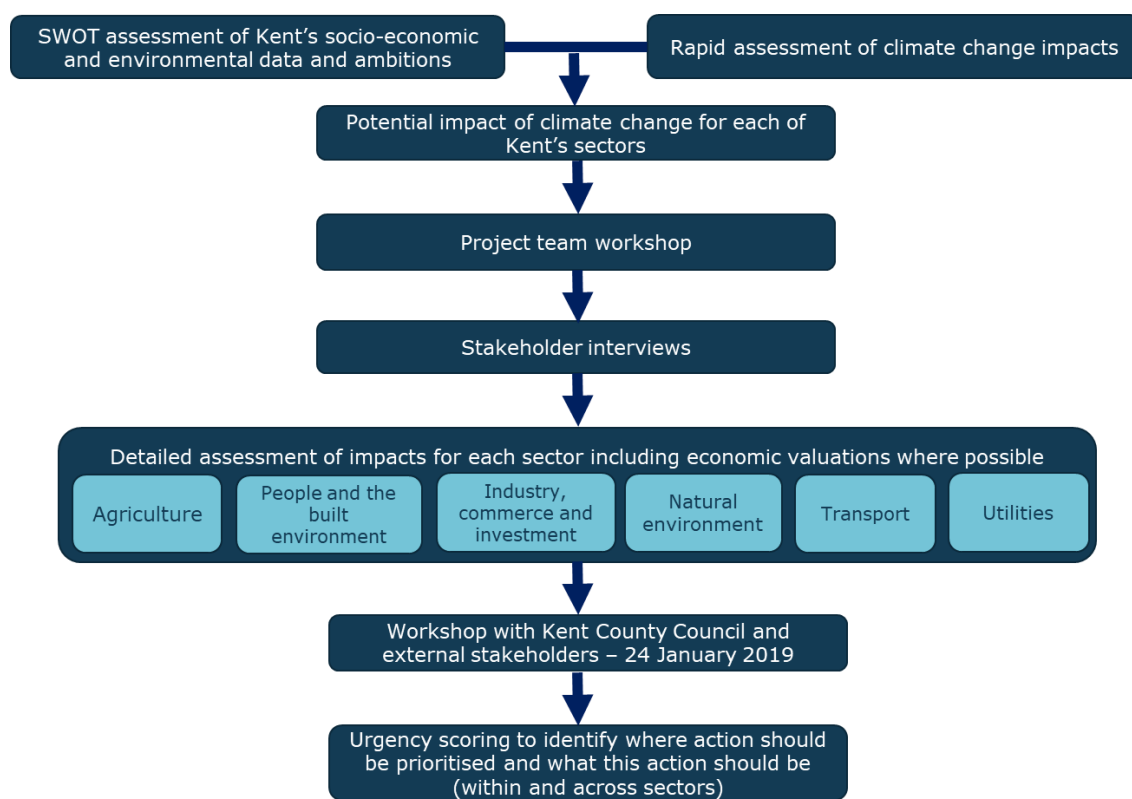 SWOT assessment of Kent's socio-economic
and environmental data and ambitions
Rapid assessment of climate change impacts
Potential impact of climate change for each of
Kent's sectors
Project team workshop
Stakeholder interviews
Detailed assessment of impacts for each sector including economic valuations where possible
Agriculture
People and the
built
environment
Industry,
commerce and
investment
Natural
environment
Transport
Utilities
Workshop with Kent County Council and
external stakeholders – 24 January 2019
Urgency scoring to identify where action should
be prioritised and what this action should be
(within and across sectors)